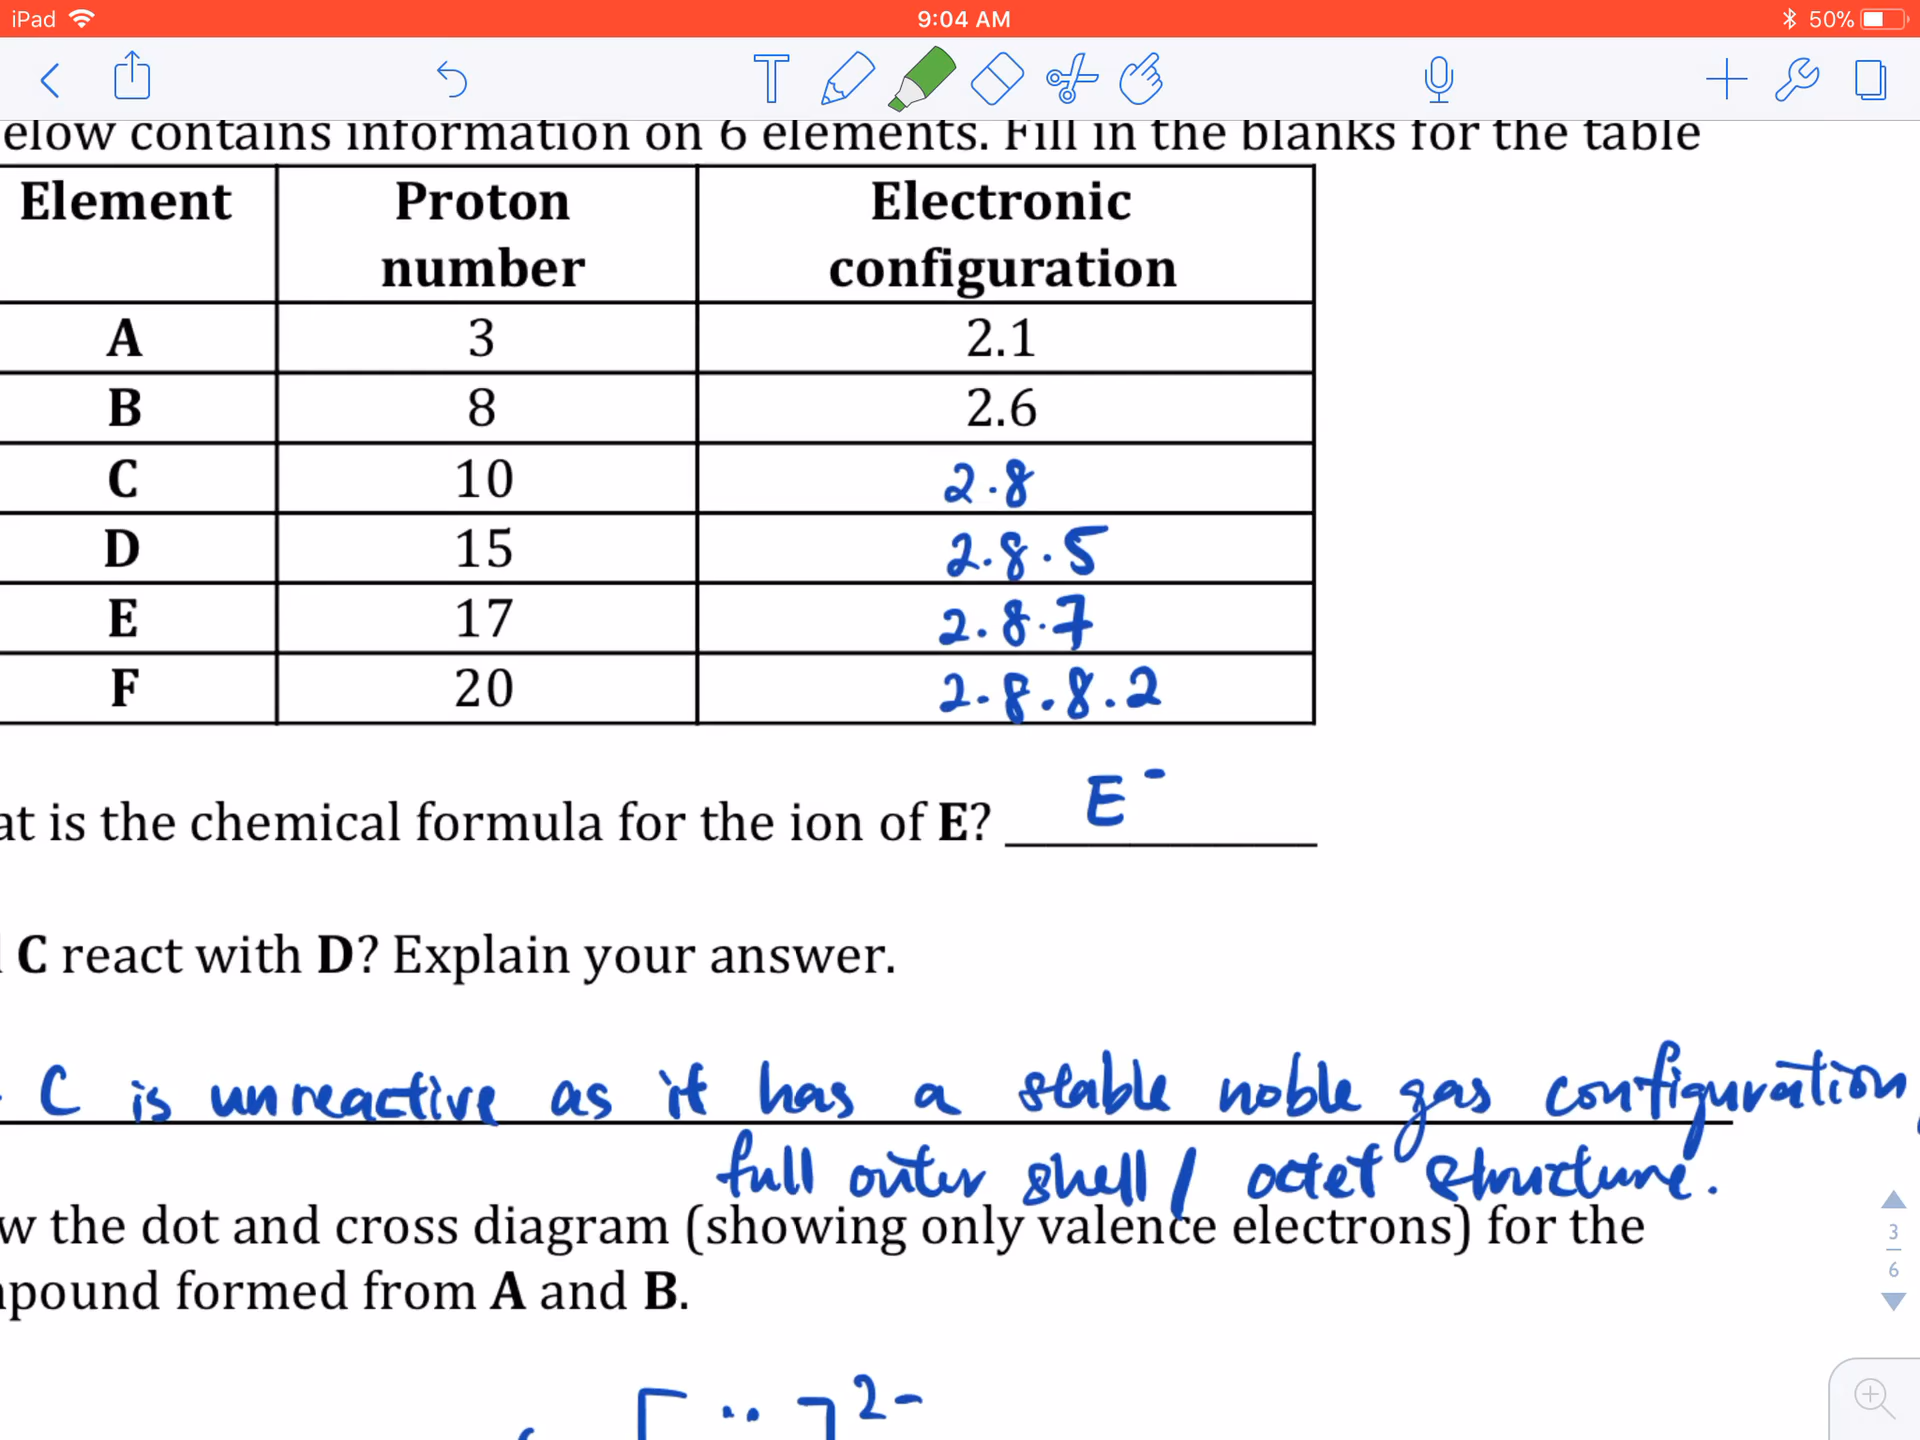 iPad 9:04 AM 50%
elow contains information on 6 elements. Fill in the blanks for the table
Element Proton number Electronic configuration
A 3 2.1
B 8 2.6
C 10 2.8
D 15 2.8.5
E 17 2.8.7
F 20 2.8.8.2
at is the chemical formula for the ion of E? E⁻
C react with D? Explain your answer.
C is unreactive as it has a stable noble gas configuration,
full outer shell / octet structure.
w the dot and cross diagram (showing only valence electrons) for the
pound formed from A and B.
3
6
2-